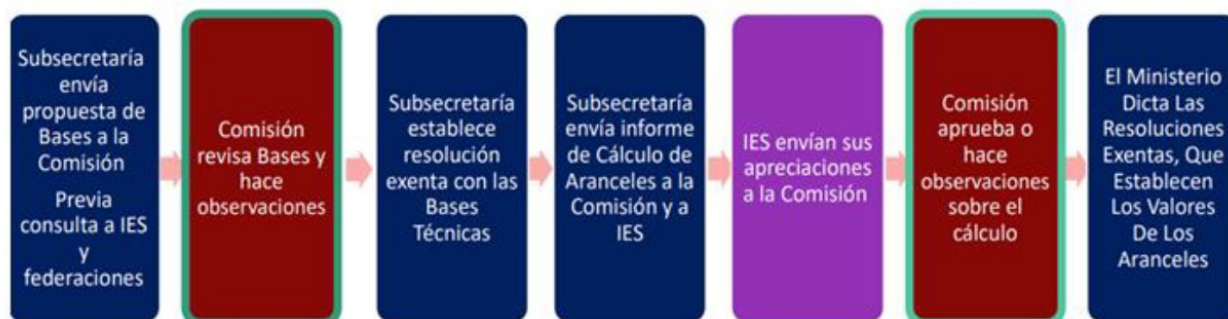 Subsecretaría
envía
propuesta de
Bases a la
Comisión
Previa
consulta a IES
y
federaciones
Comisión
revisa Bases y
hace
observaciones
Subsecretaría
establece
resolución
exenta con las
Bases
Técnicas
Subsecretaría
envía informe
de Cálculo de
Aranceles a la
Comisión y a
IES
IES envían sus
apreciaciones
a la Comisión
Comisión
aprueba o
hace
observaciones
sobre el
cálculo
El Ministerio
Dicta Las
Resoluciones
Exentas, Que
Establecen
Los Valores
De Los
Aranceles